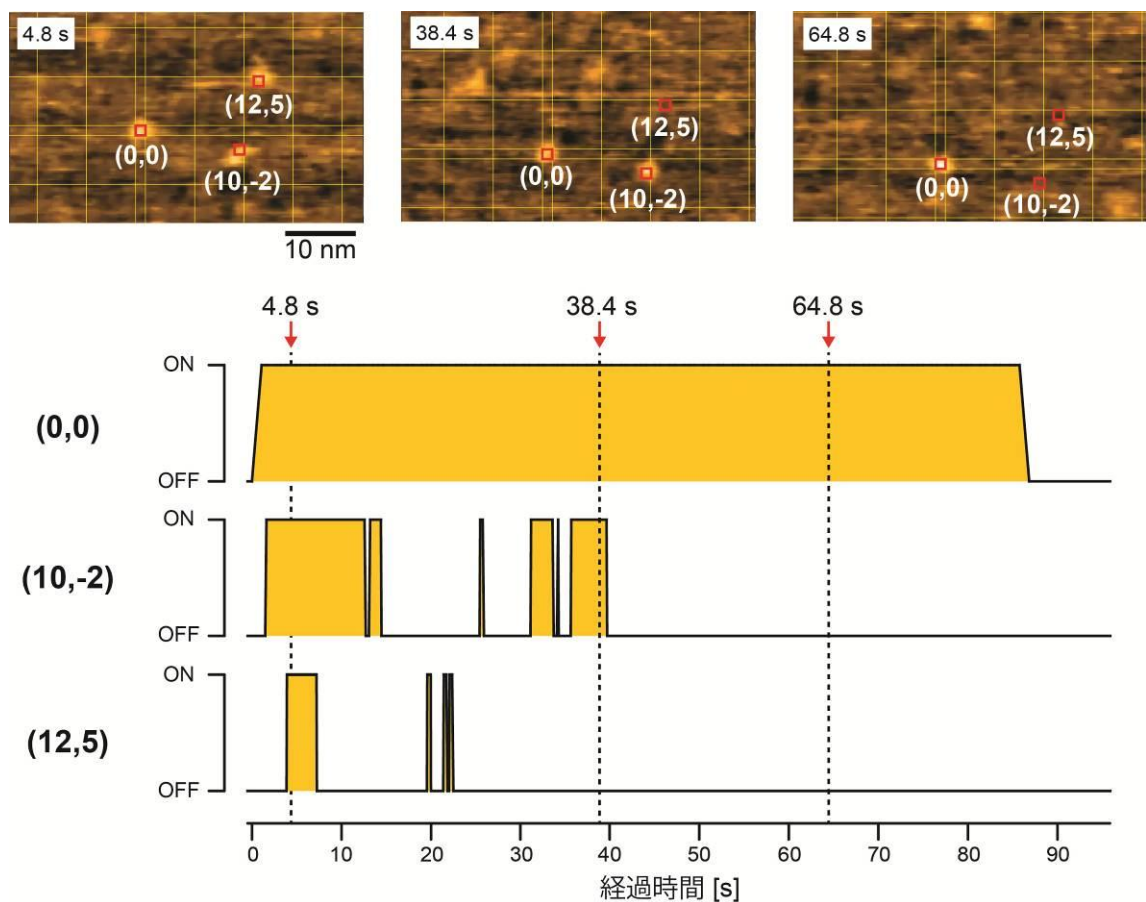 4.8 s
(12,5)
(0,0)
(10,-2)
10 nm
38.4 s
(12,5)
(0,0)
(10,-2)
64.8 s
(12,5)
(0,0)
(10,-2)
4.8 s
38.4 s
64.8 s
ON
(0,0)
OFF
ON
(10,-2)
OFF
ON
(12,5)
OFF
0 10 20 30 40 50 60 70 80 90
経過時間 [s]